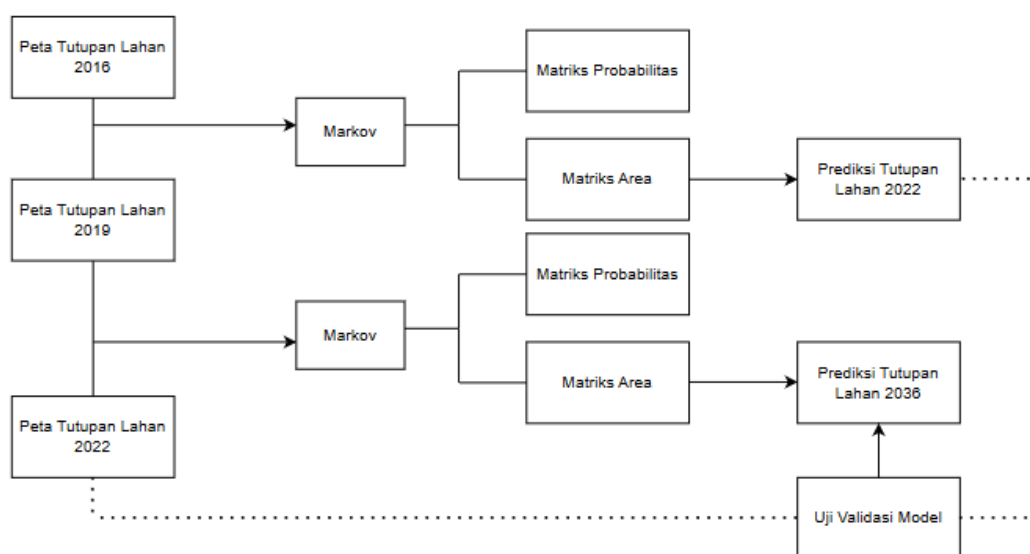 Peta Tutupan Lahan
2016
Matriks Probabilitas
Markov
Matriks Area
Prediksi Tutupan
Lahan 2022
Peta Tutupan Lahan
2019
Matriks Probabilitas
Markov
Matriks Area
Prediksi Tutupan
Lahan 2036
Peta Tutupan Lahan
2022
Uji Validasi Model